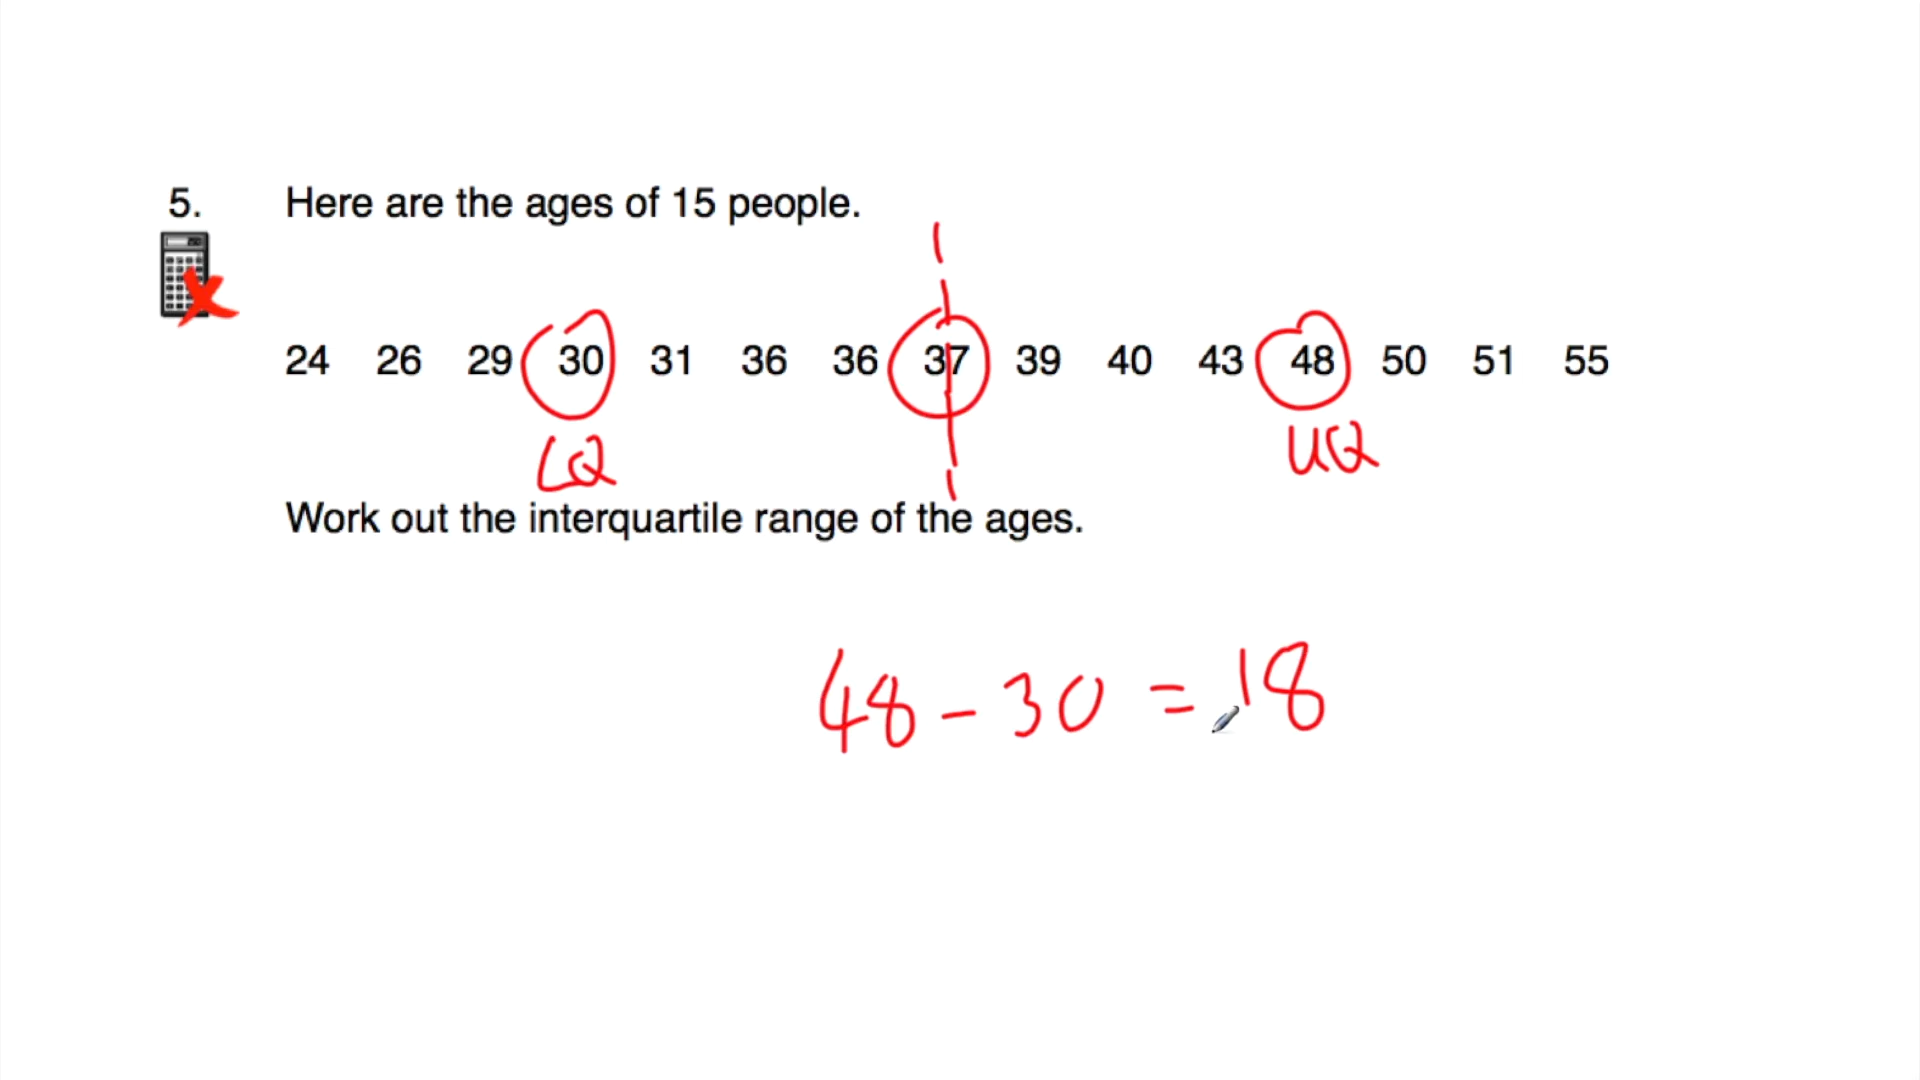 5. Here are the ages of 15 people.
24 26 29 30 31 36 36 37 39 40 43 48 50 51 55
LQ UQ
Work out the interquartile range of the ages.
48 - 30 = 18